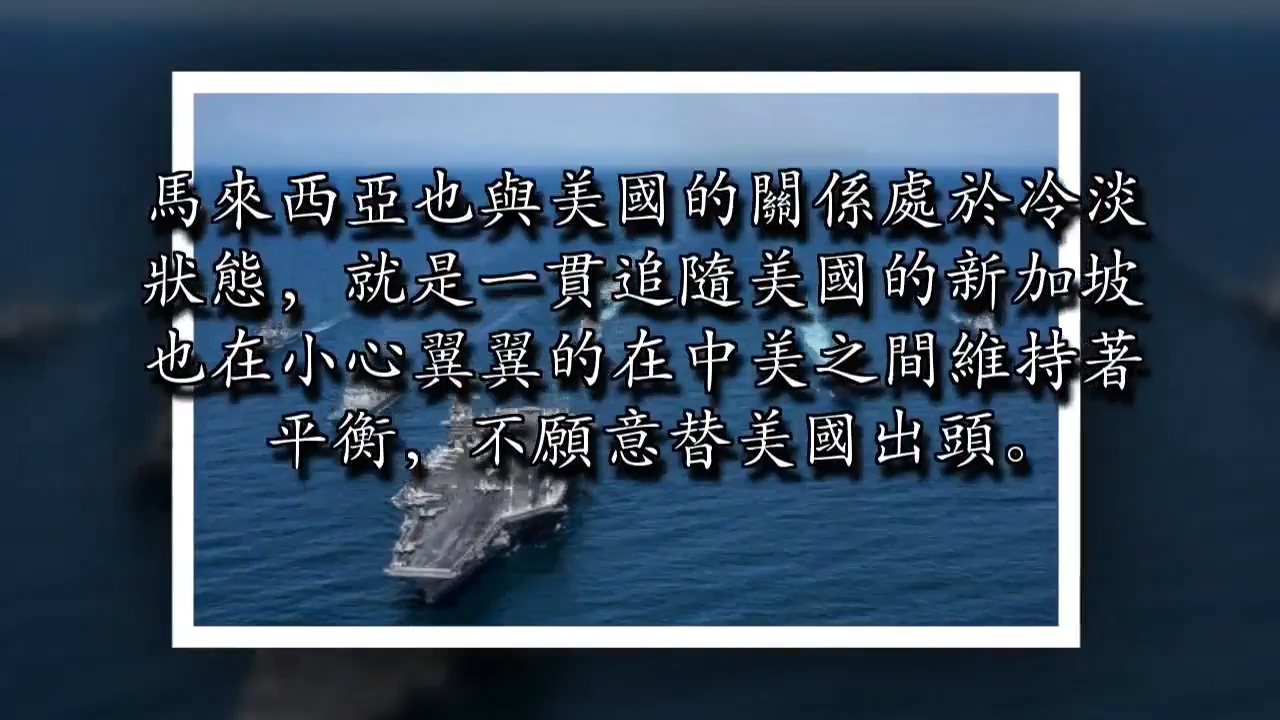 馬來西亞也與美國的關係處於冷淡
狀態，就是一貫追隨美國的新加坡
也在小心翼翼的在中美之間維持著
平衡，不願意替美國出頭。